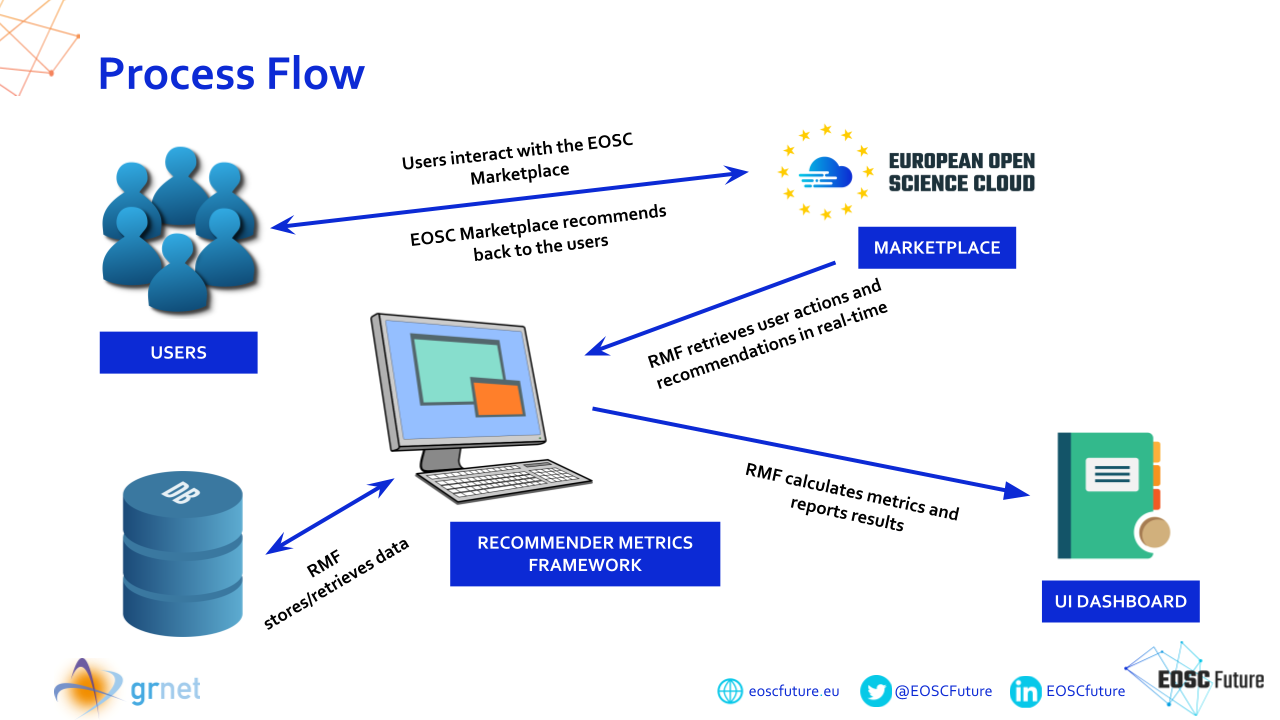 Process Flow
Users interact with the EOSC
Marketplace
EUROPEAN OPEN
SCIENCE CLOUD
EOSC Marketplace recommends
back to the users
MARKETPLACE
RMF retrieves user actions and
recommendations in real-time
USERS
DB
RMF calculates metrics and
reports results
RECOMMENDER METRICS
FRAMEWORK
RMF
stores/retrieves data
UI DASHBOARD
grnet
eoscfuture.eu
@EOSCFuture
in
EOSCfuture
EOSC Future